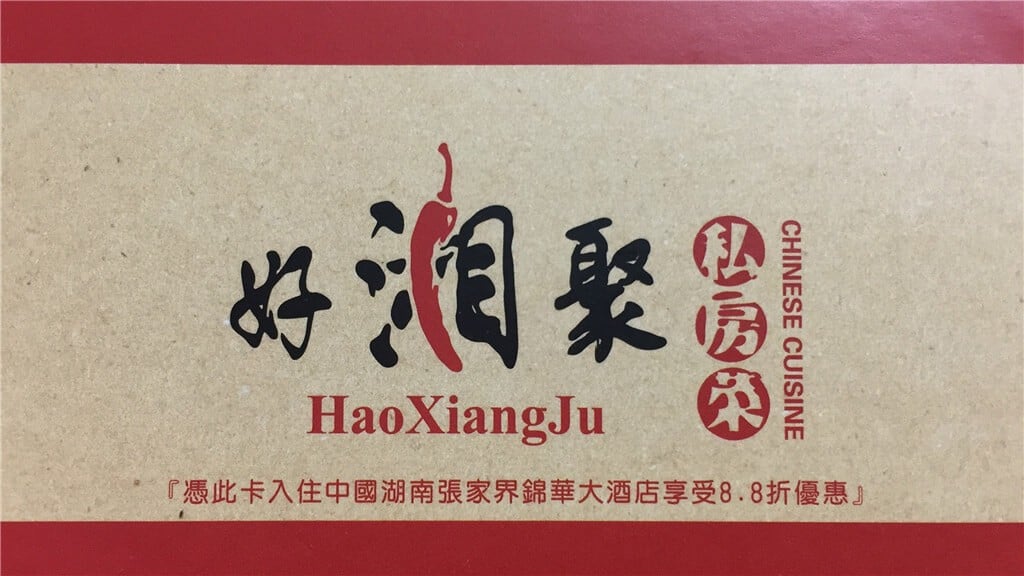 好湘聚
HaoXiangJu
私房菜
CHINESE CUISINE
『憑此卡入住中國湖南張家界錦華大酒店享受8.8折優惠』